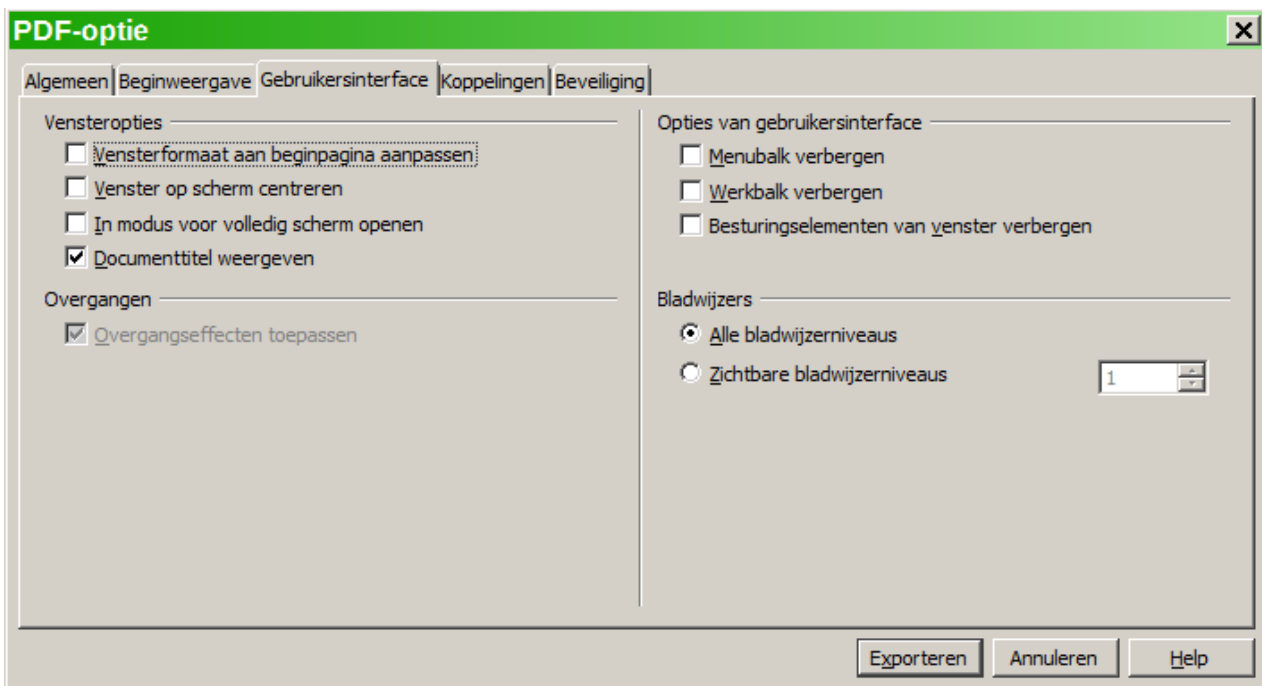 PDF-optie
Algemeen Beginweergave Gebruikersinterface Koppelingen Beveiliging
Vensteropties
Vensterformaat aan beginpagina aanpassen
Venster op scherm centreren
In modus voor volledig scherm openen
Documenttitel weergeven
Overgangen
Overgangseffecten toepassen
Opties van gebruikersinterface
Menubalk verbergen
Werkbalk verbergen
Besturingselementen van venster verbergen
Bladwijzers
Alle bladwijzerniveaus
Zichtbare bladwijzerniveaus 1
Exporteren Annuleren Help